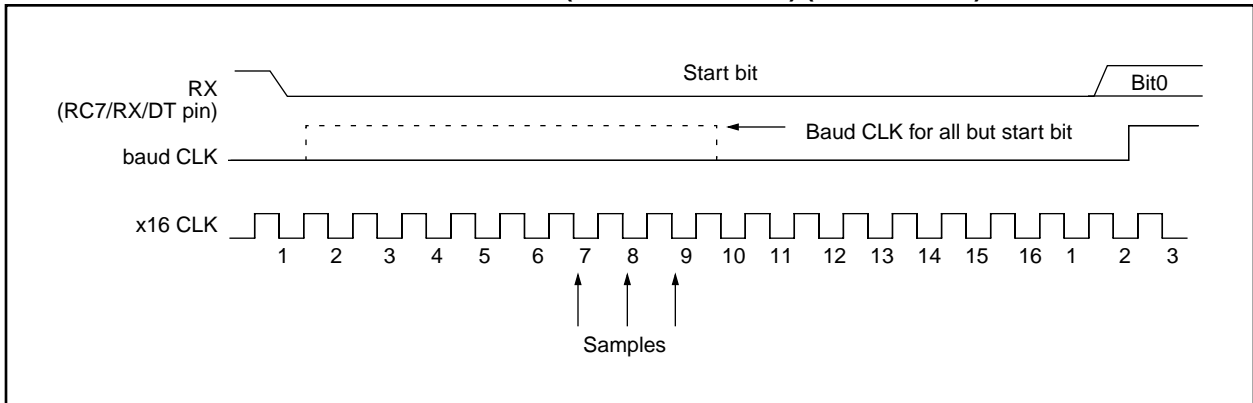 Start bit
Bit0
RX
(RC7/RX/DT pin)
Baud CLK for all but start bit
baud CLK
x16 CLK
1 2 3 4 5 6 7 8 9 10 11 12 13 14 15 16 1 2 3
Samples